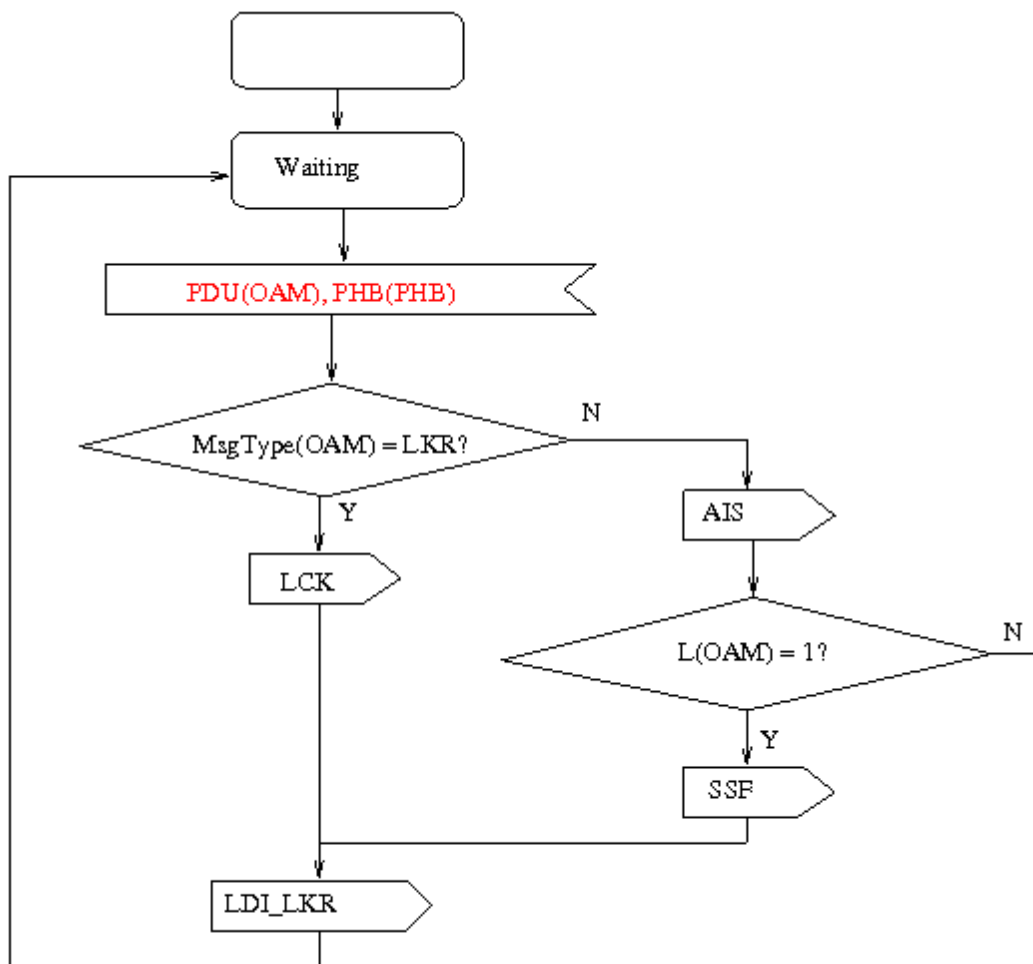 Waiting
PDU(OAM), PHB(PHB)
MsgType(OAM) = LKR?
N
Y
AIS
LCK
L(OAM) = 1?
N
Y
SSF
LDI_LKR